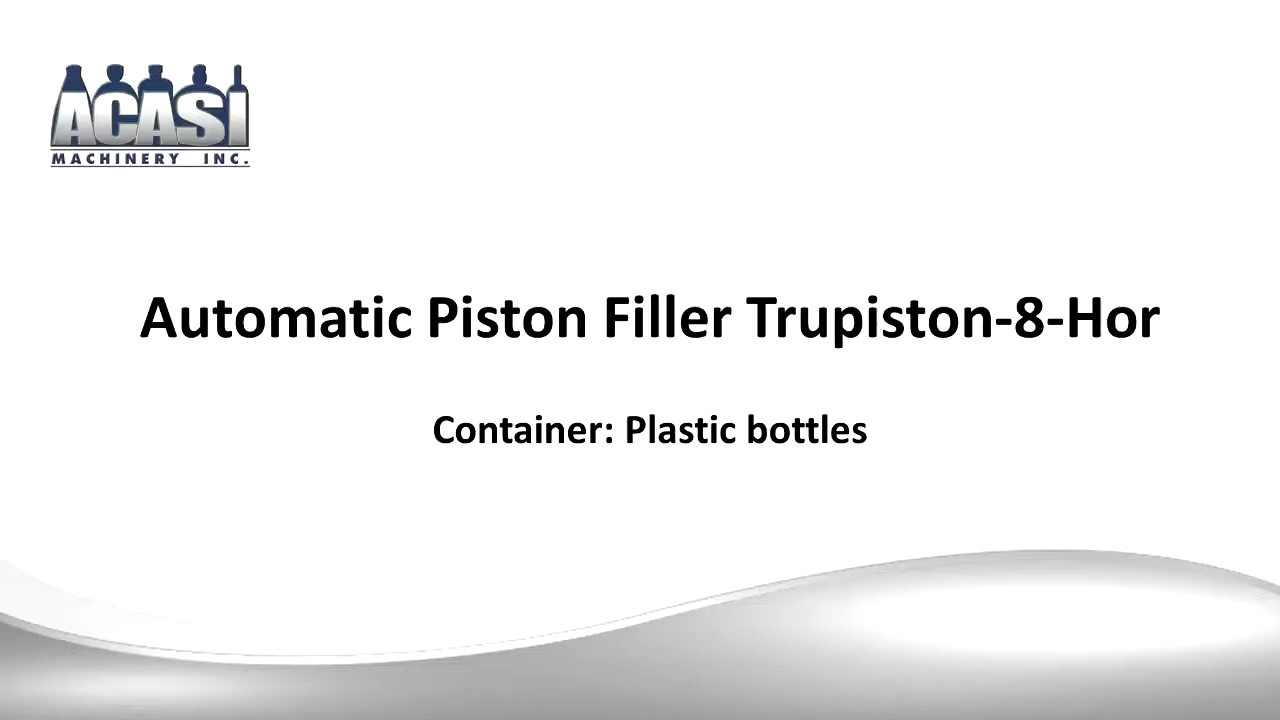 ACASI
MACHINERY INC.
Automatic Piston Filler Trupiston-8-Hor
Container: Plastic bottles